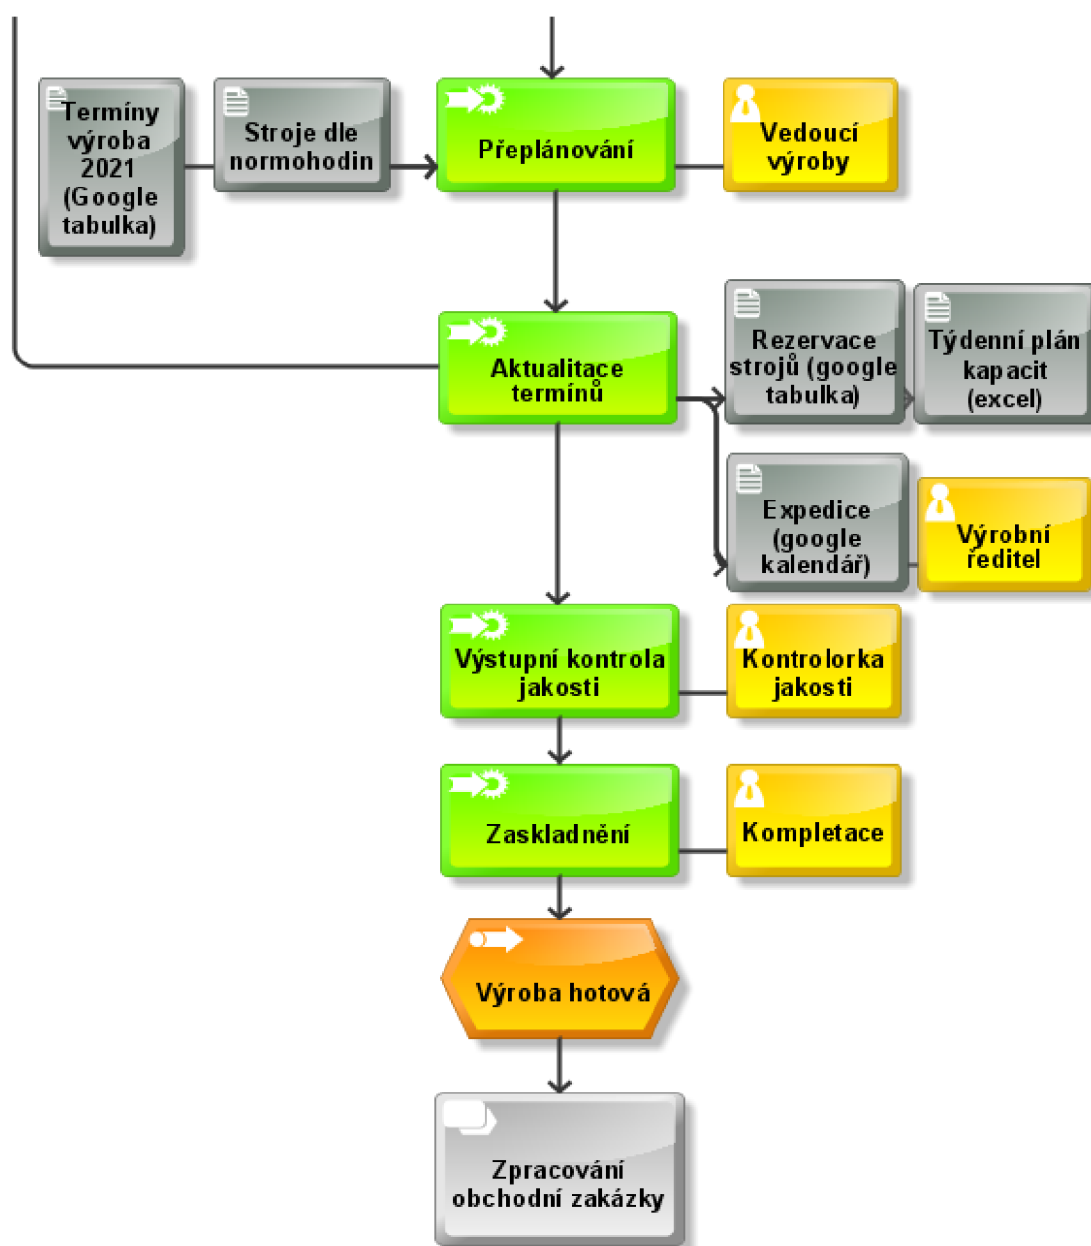 Termíny
výroba
2021
(Google
tabulka)
Stroje dle
normohodin
Přeplánování
Vedoucí
výroby
Aktualitace
termínů
Rezervace
strojů (google
tabulka)
Týdenní plán
kapacit
(excel)
Expedice
(google
kalendář)
Výrobní
ředitel
Výstupní kontrola
jakosti
Kontrolorka
jakosti
Zaskladnění
Kompletace
Výroba hotová
Zpracování
obchodní zakázky